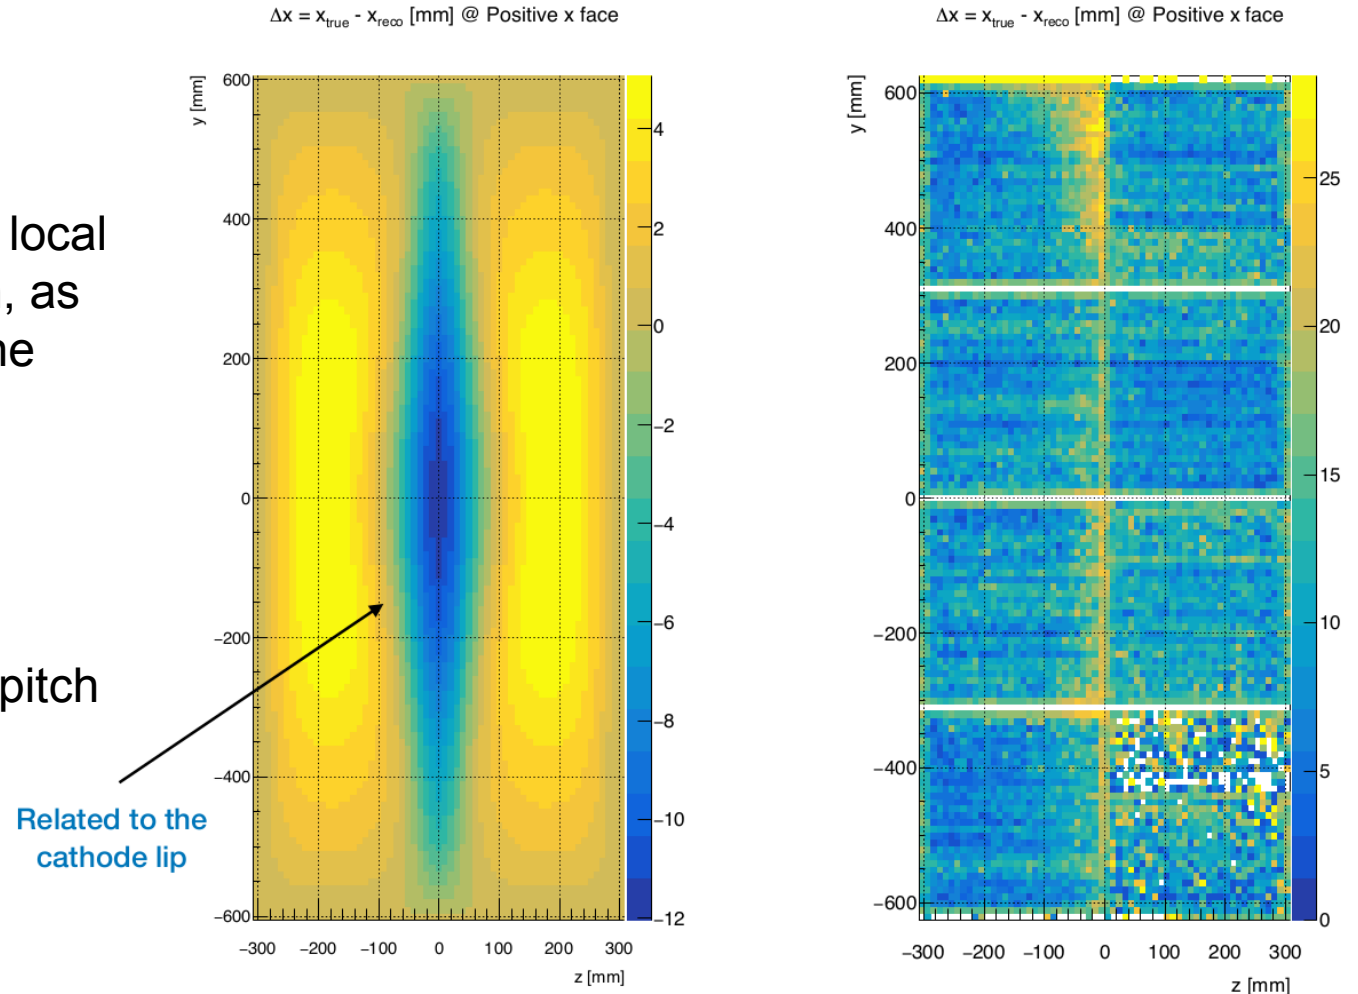 Δx = x_true - x_reco [mm] @ Positive x face
Δx = x_true - x_reco [mm] @ Positive x face
local
, as
ne
pitch
Related to the
cathode lip
y [mm]
600
400
200
0
−200
−400
−600
−300 −200 −100 0 100 200 300
z [mm]
4
2
0
−2
−4
−6
−8
−10
−12
y [mm]
600
400
200
0
−200
−400
−600
−300 −200 −100 0 100 200 300
z [mm]
25
20
15
10
5
0